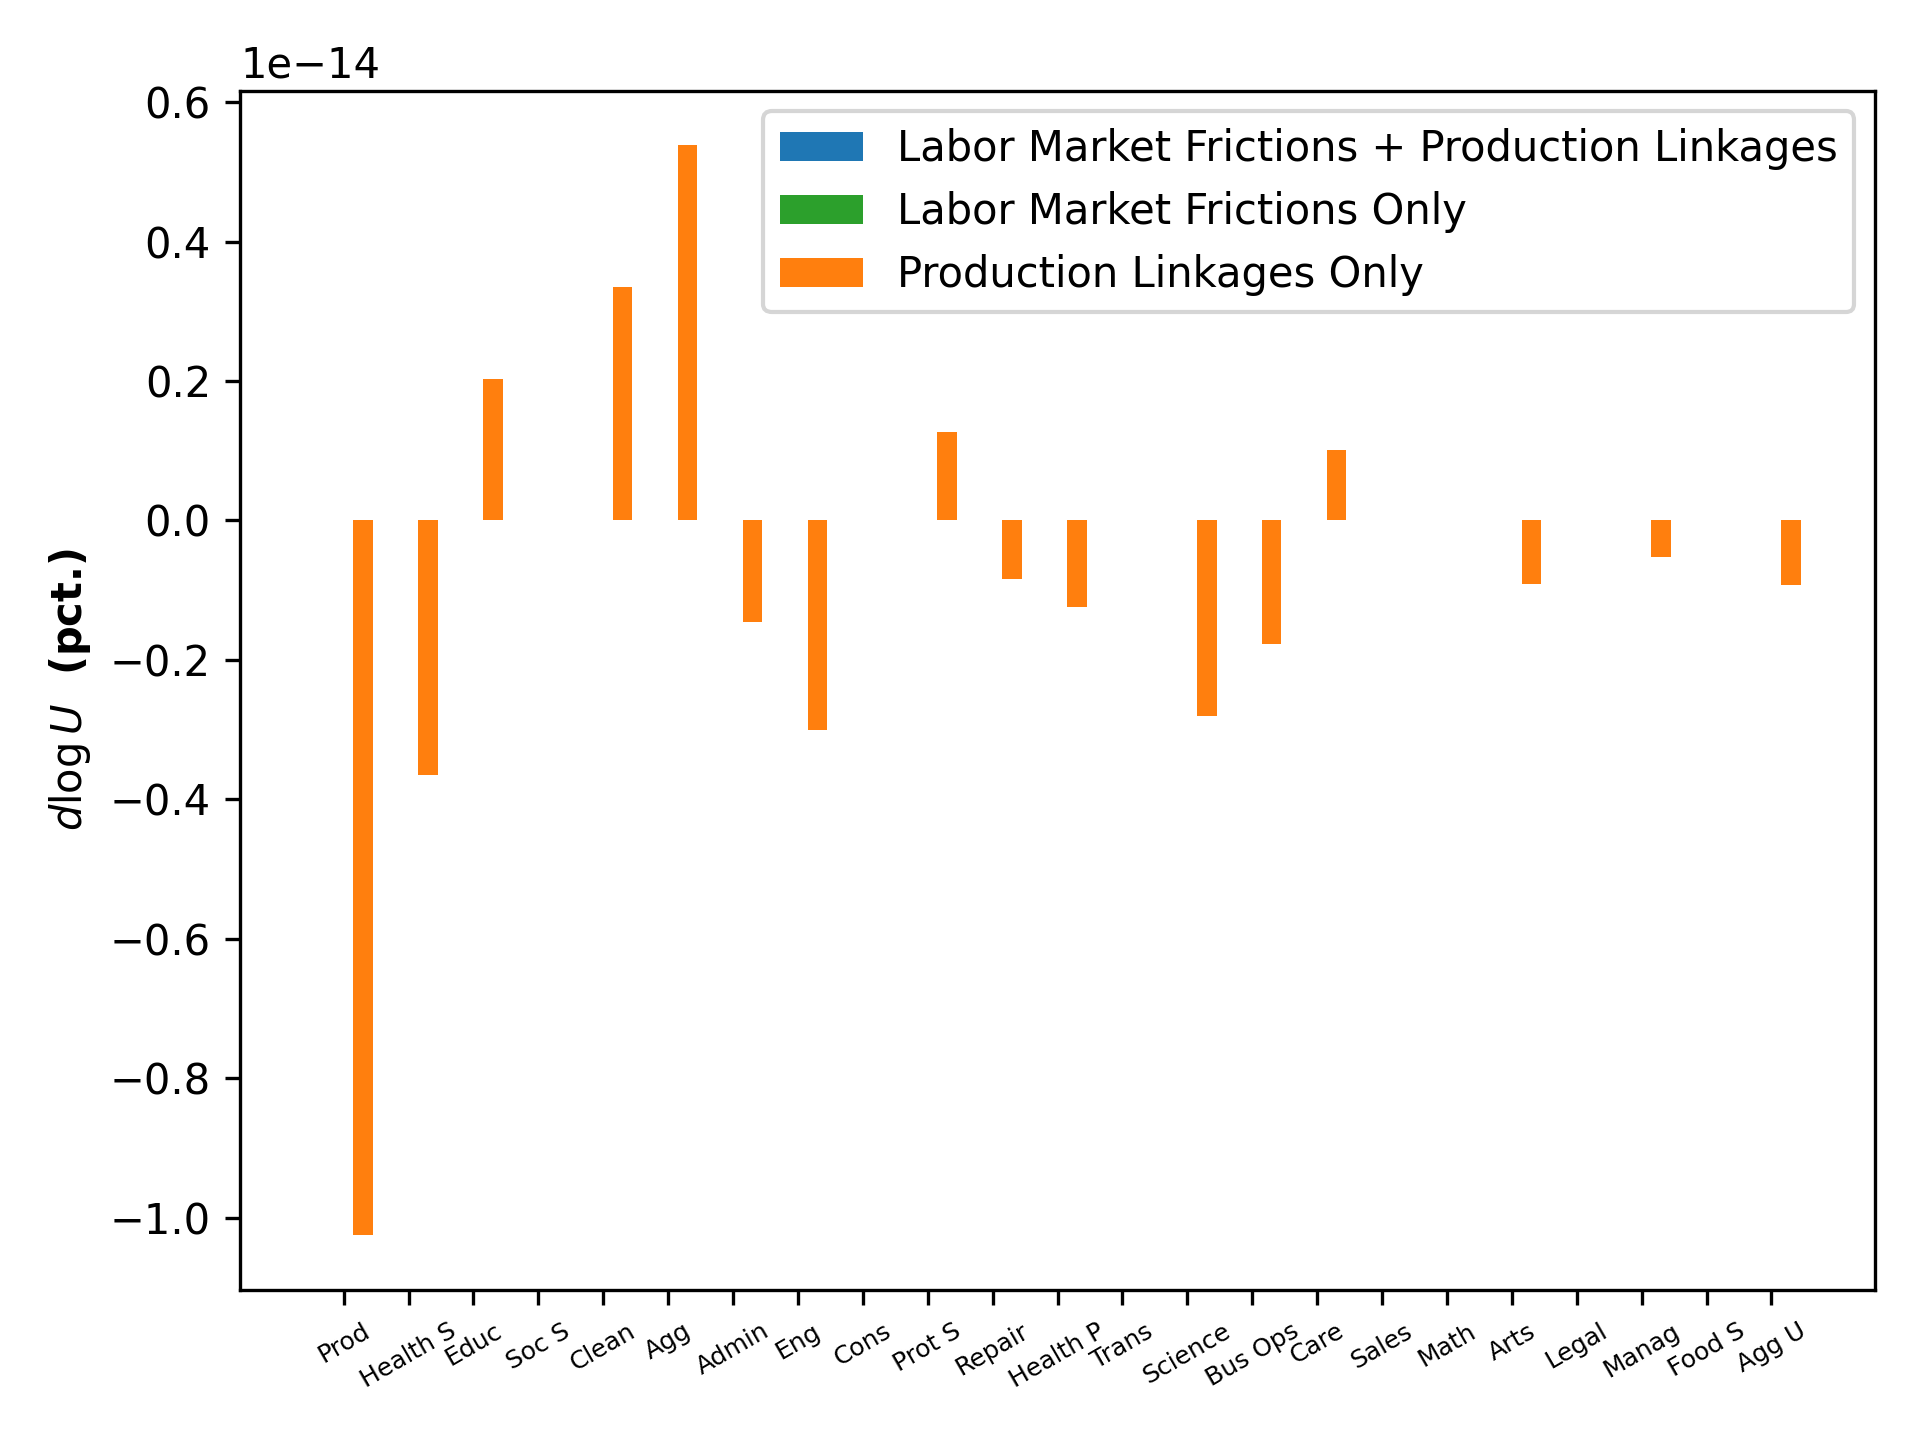 1e−14
0.6
0.4
0.2
0.0
−0.2
−0.4
−0.6
−0.8
−1.0
dlog U (pct.)
Labor Market Frictions + Production Linkages
Labor Market Frictions Only
Production Linkages Only
Prod
Health S
Educ
Soc S
Clean
Agg
Admin
Eng
Cons
Prot S
Repair
Health P
Trans
Science
Bus Ops
Care
Sales
Math
Arts
Legal
Manag
Food S
Agg U